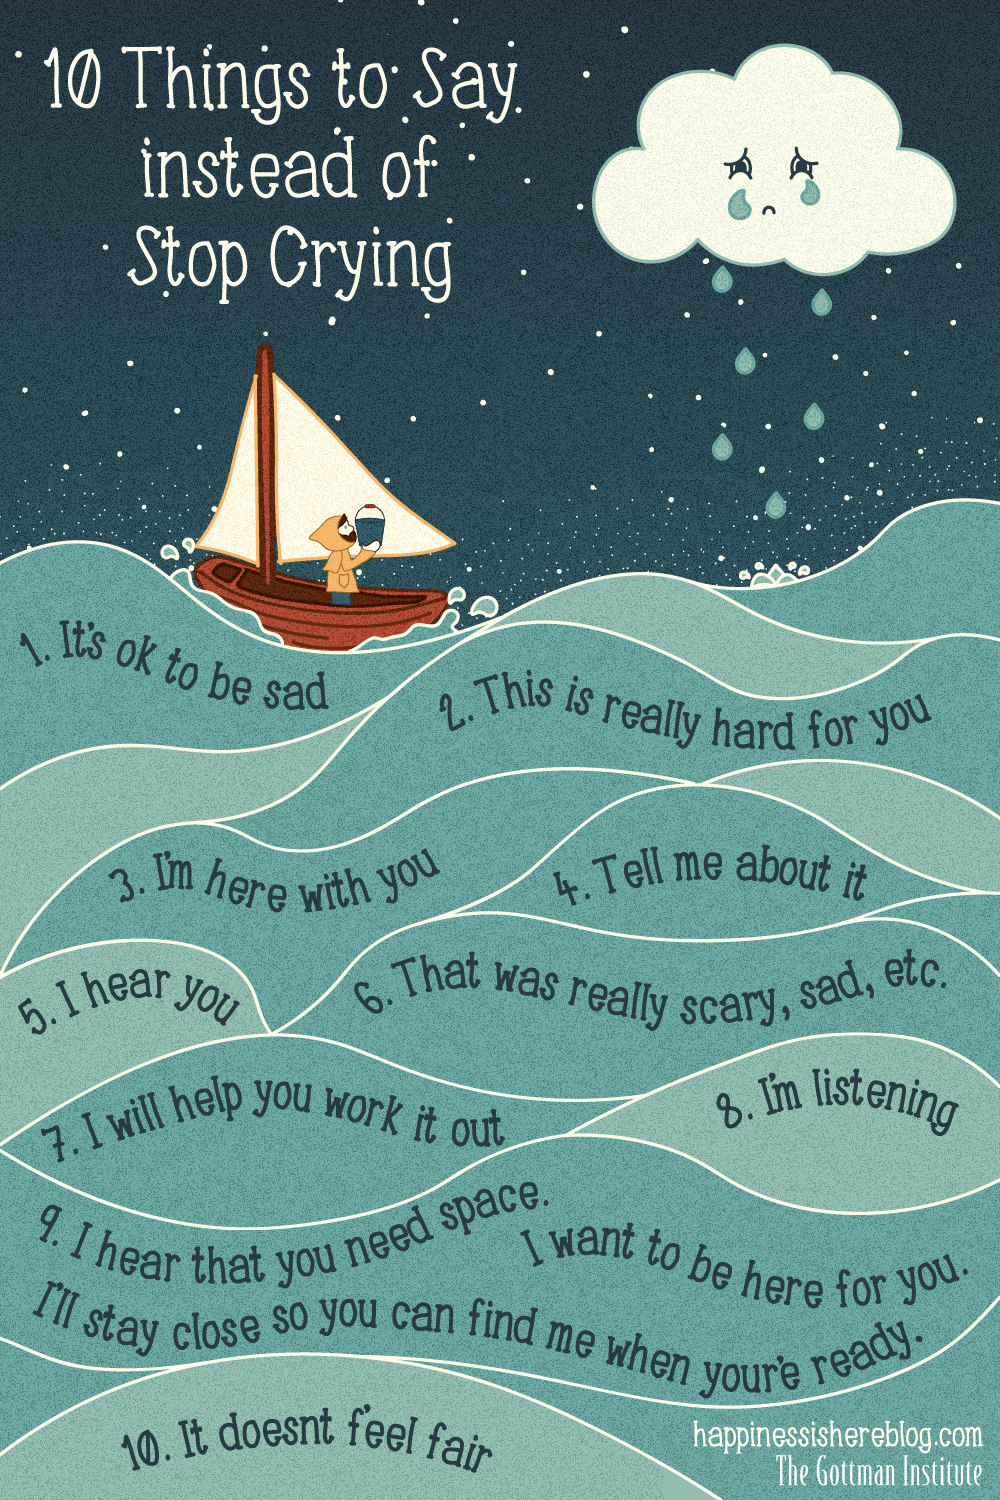 10 Things to Say
instead of
Stop Crying
1. It's ok to be sad
2. This is really hard for you
3. I'm here with you
4. Tell me about it
5. I hear you
6. That was really scary, sad, etc.
7. I will help you work it out
8. I'm listening
9. I hear that you need space.
I want to be here for you.
I'll stay close so you can find me when you're ready.
10. It doesnt feel fair
happinessishereblog.com
The Gottman Institute